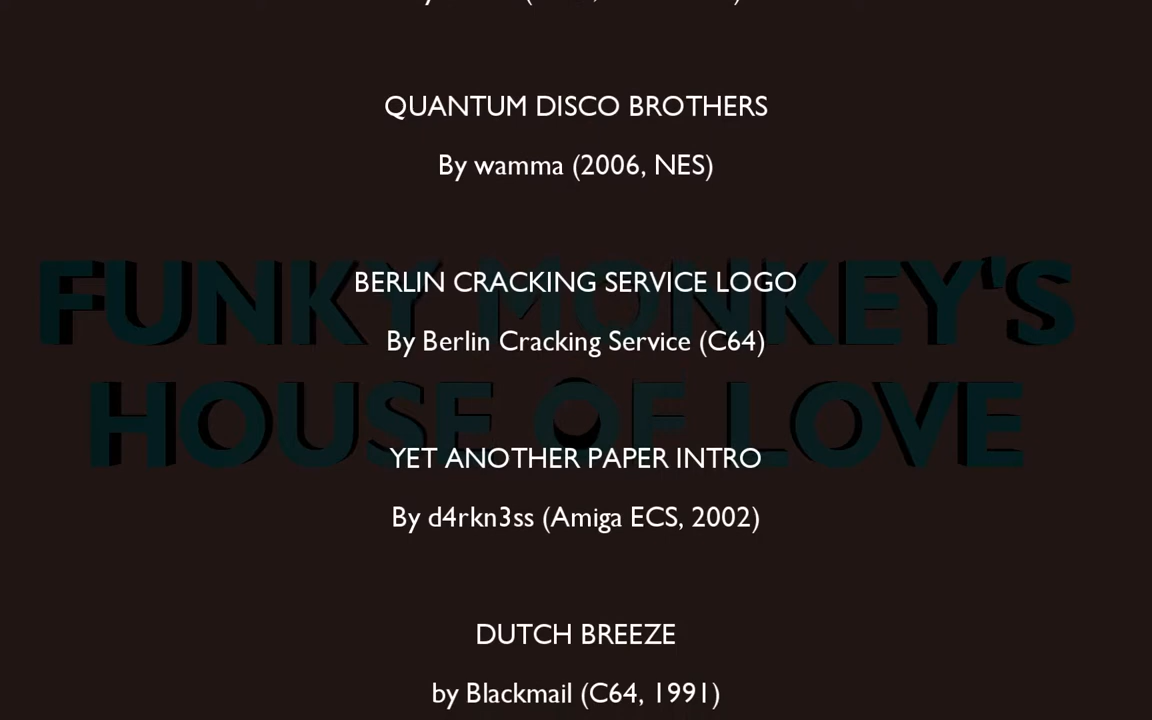 QUANTUM DISCO BROTHERS
By wamma (2006, NES)
BERLIN CRACKING SERVICE LOGO
By Berlin Cracking Service (C64)
FUNKY MONKEY'S
HOUSE OF LOVE
YET ANOTHER PAPER INTRO
By d4rkn3ss (Amiga ECS, 2002)
DUTCH BREEZE
by Blackmail (C64, 1991)